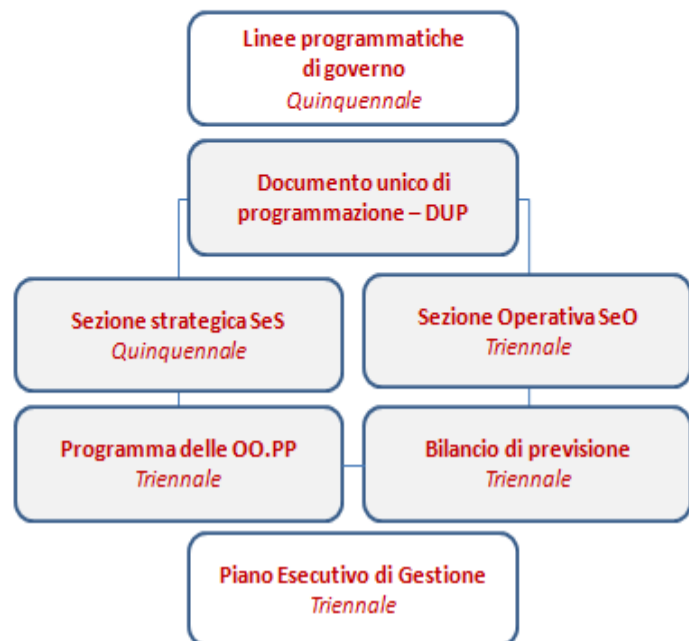 Linee programmatiche
di governo
Quinquennale
Documento unico di
programmazione – DUP
Sezione strategica SeS
Quinquennale
Sezione Operativa SeO
Triennale
Programma delle OO.PP
Triennale
Bilancio di previsione
Triennale
Piano Esecutivo di Gestione
Triennale